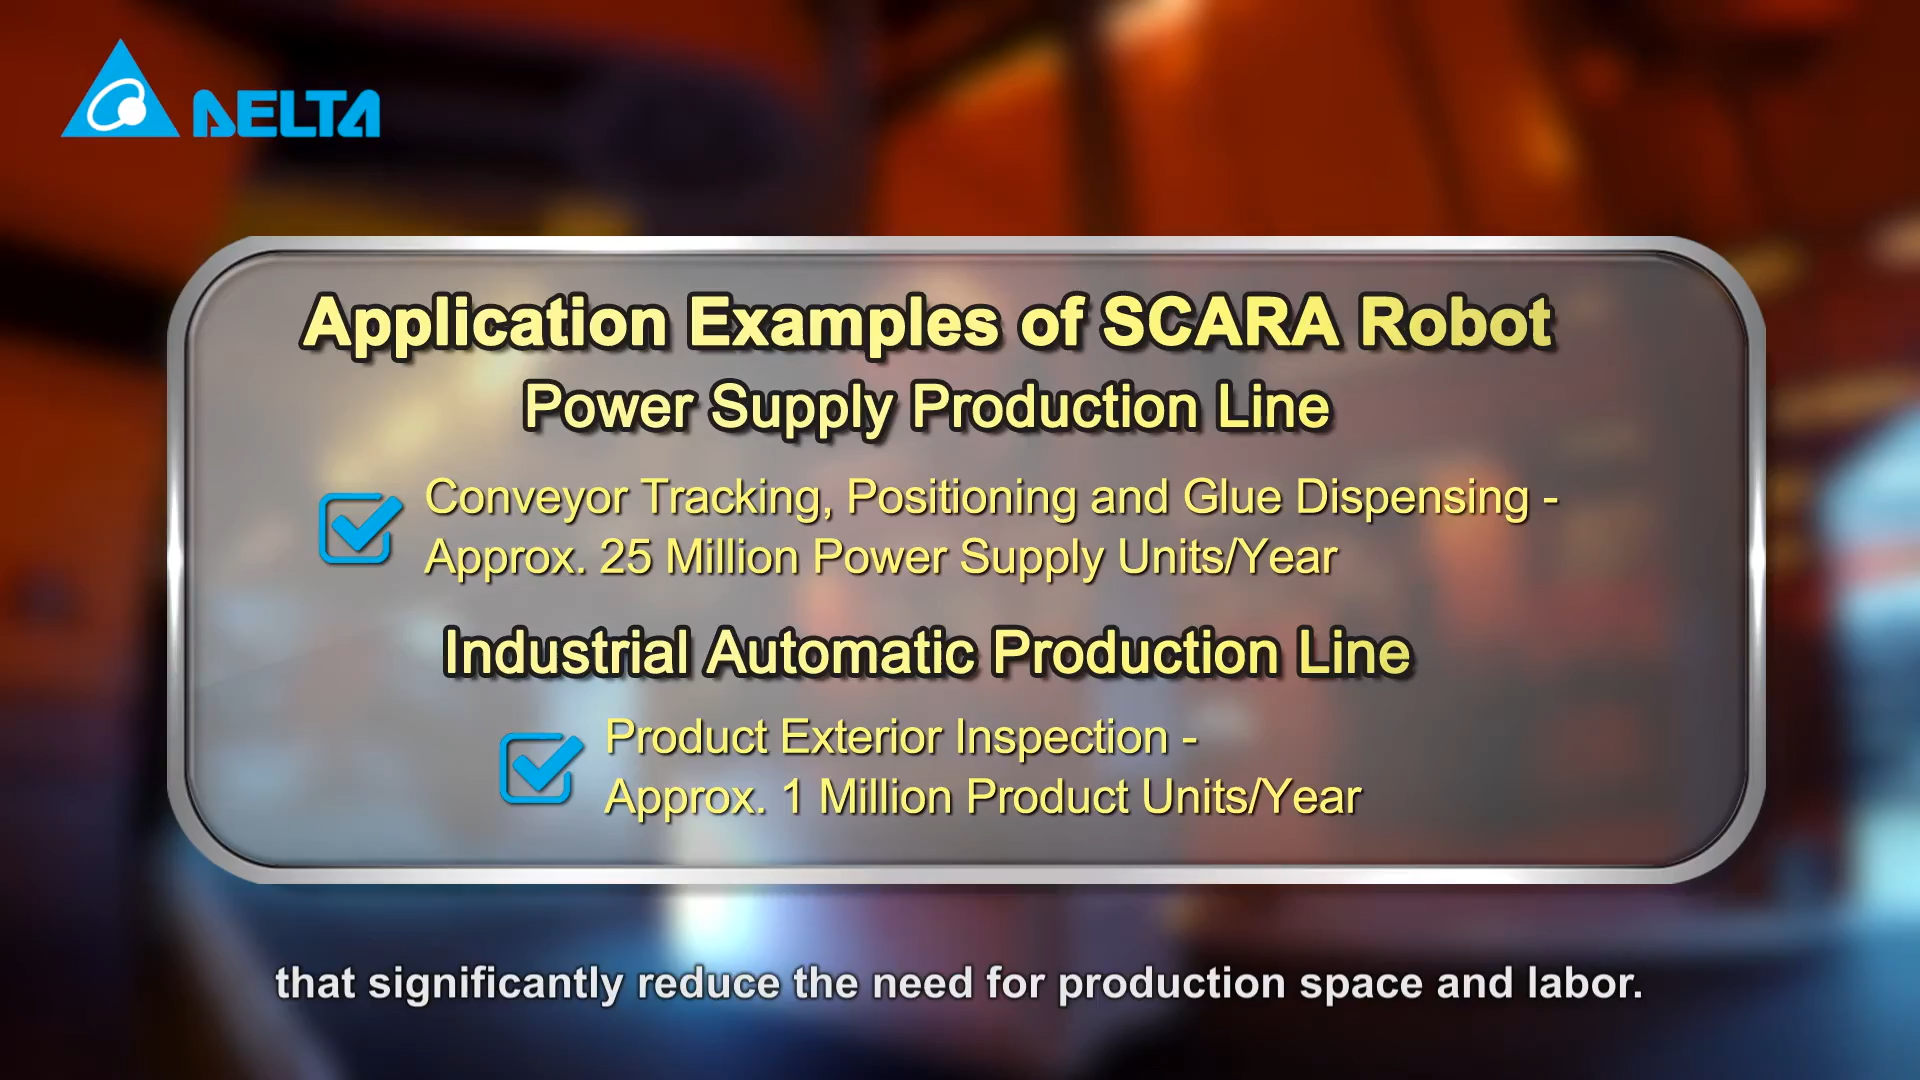 DELTA
Application Examples of SCARA Robot
Power Supply Production Line
Conveyor Tracking, Positioning and Glue Dispensing -
Approx. 25 Million Power Supply Units/Year
Industrial Automatic Production Line
Product Exterior Inspection -
Approx. 1 Million Product Units/Year
that significantly reduce the need for production space and labor.